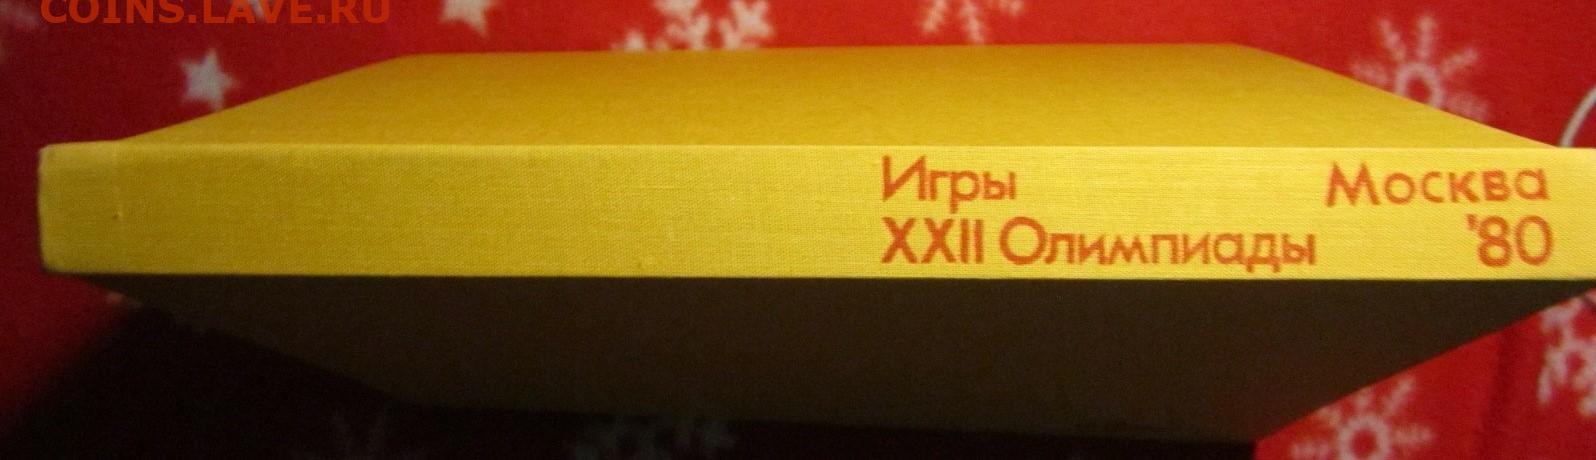 COINS.LAVE.RU
Игры
XXII Олимпиады
Москва
'80